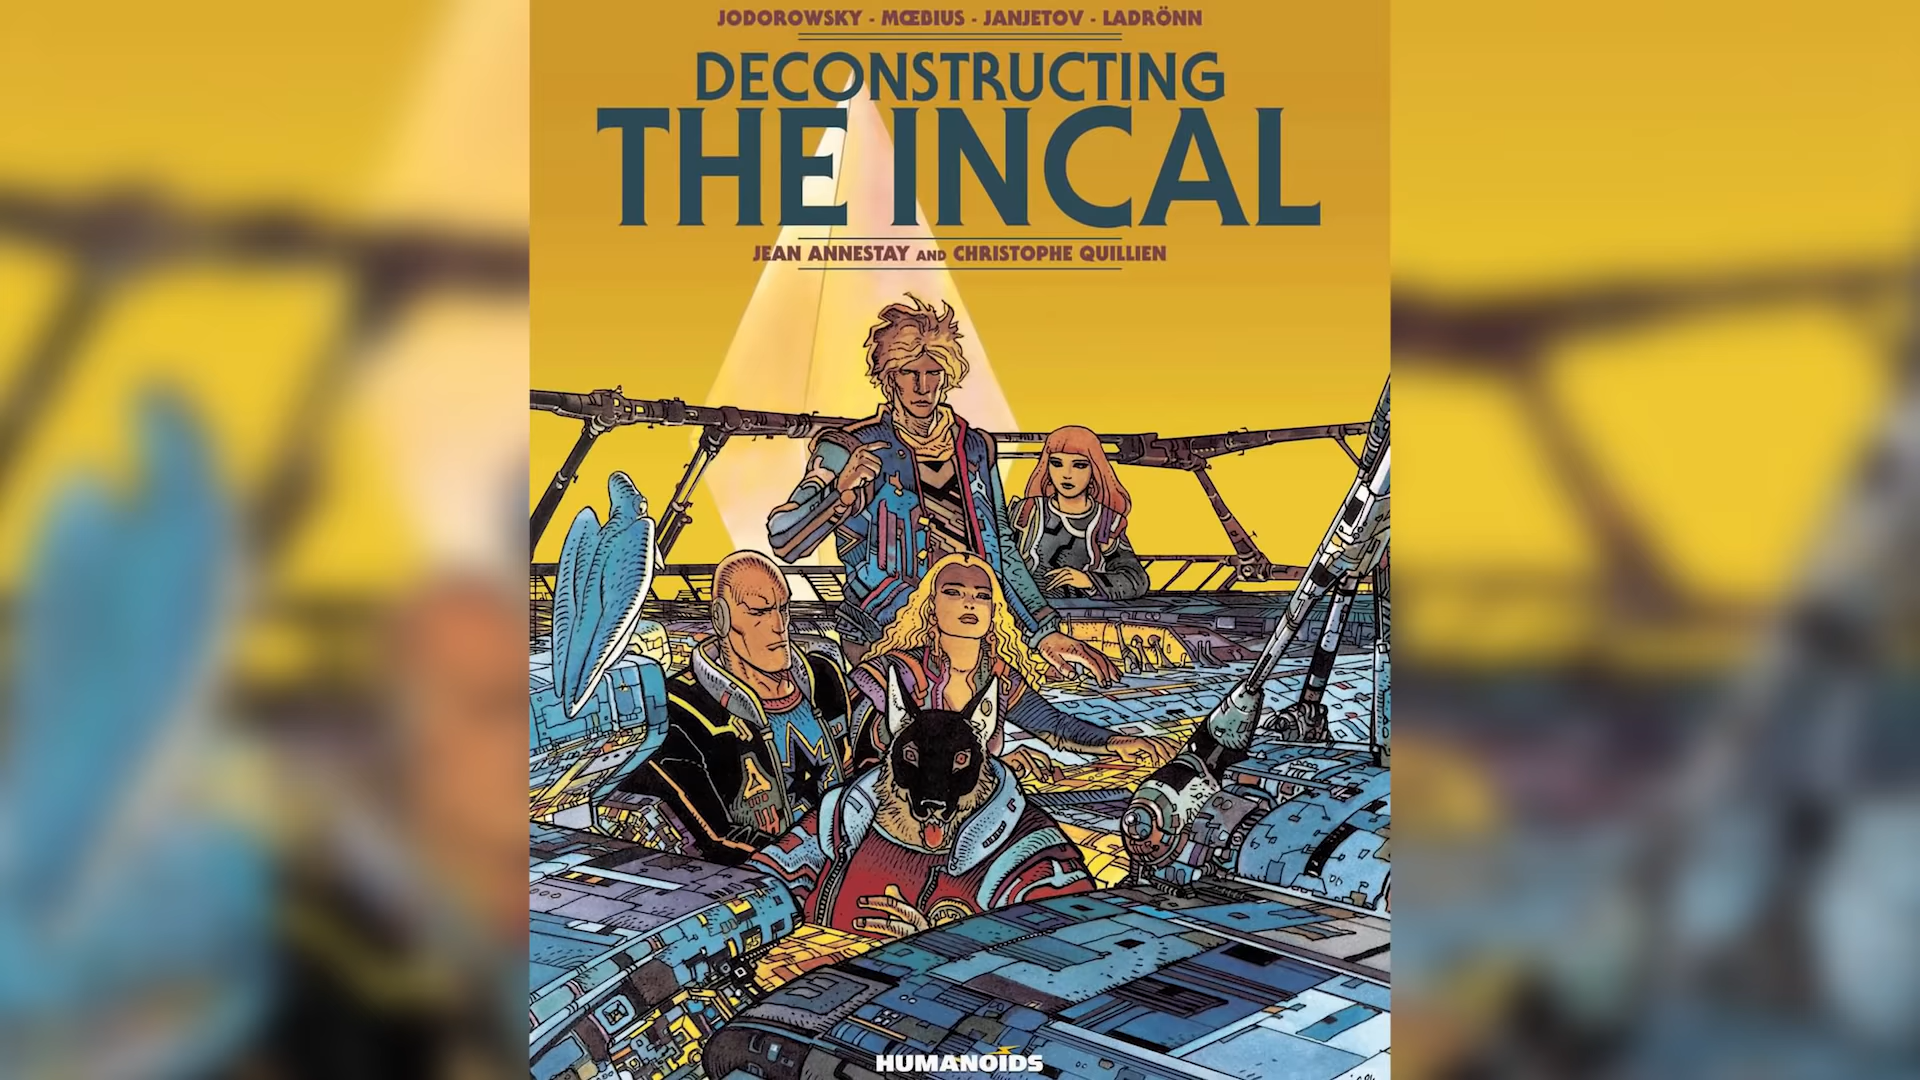 JODOROWSKY - MŒBIUS - JANJETOV - LADRÖNN
DECONSTRUCTING
THE INCAL
JEAN ANNESTAY AND CHRISTOPHE QUILLIEN
HUMANOIDS